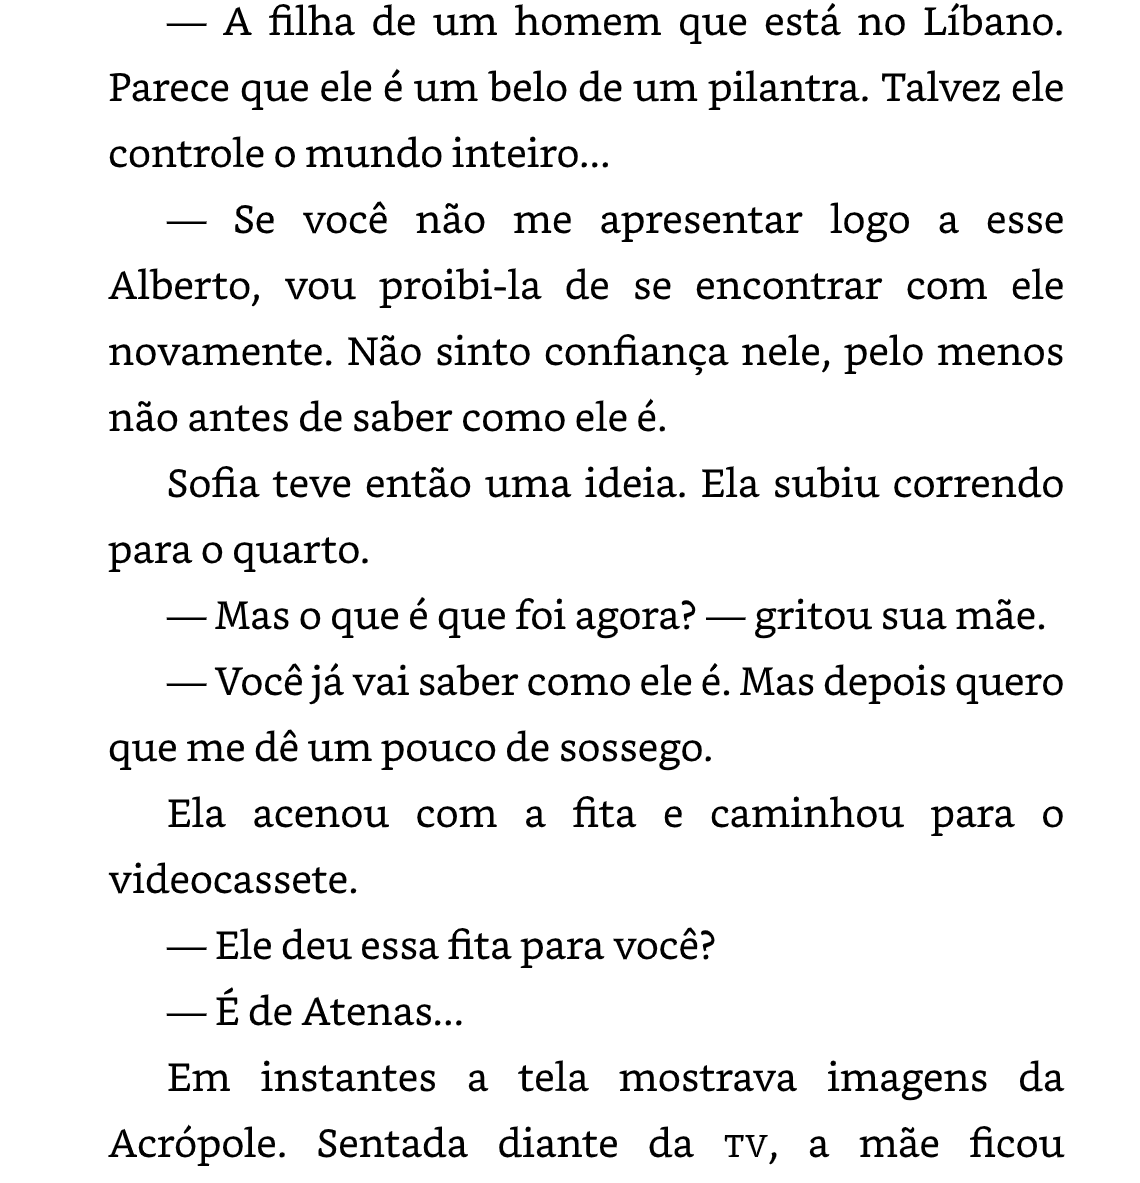 — A filha de um homem que está no Líbano.
Parece que ele é um belo de um pilantra. Talvez ele
controle o mundo inteiro...
— Se você não me apresentar logo a esse
Alberto, vou proibi-la de se encontrar com ele
novamente. Não sinto confiança nele, pelo menos
não antes de saber como ele é.
Sofia teve então uma ideia. Ela subiu correndo
para o quarto.
— Mas o que é que foi agora? — gritou sua mãe.
— Você já vai saber como ele é. Mas depois quero
que me dê um pouco de sossego.
Ela acenou com a fita e caminhou para o
videocassete.
— Ele deu essa fita para você?
— É de Atenas...
Em instantes a tela mostrava imagens da
Acrópole. Sentada diante da TV, a mãe ficou